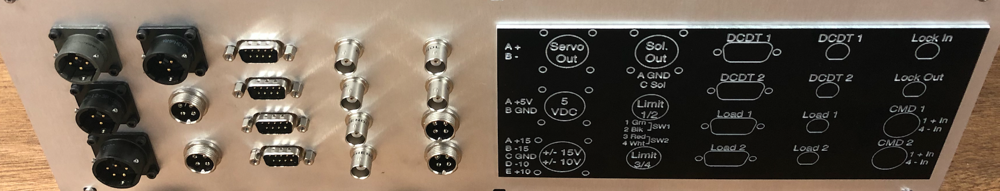 AMPHENOL
A +
B -
Servo
Out
Sol.
Out
A GND
C Sol
DCDT 1
DCDT 1
Lock In
DCDT 2
DCDT 2
Lock Out
A +5V
B GND
5
VDC
Limit
1/2
1 Grn
2 Blk
]SW1
3 Red
4 Wht
]SW2
Load 1
Load 1
CMD 1
1 + In
4 - In
A +15
B -15
C GND
D -10
E +10
+/- 15V
+/- 10V
Limit
3/4
Load 2
Load 2
CMD 2
1 + In
4 - In